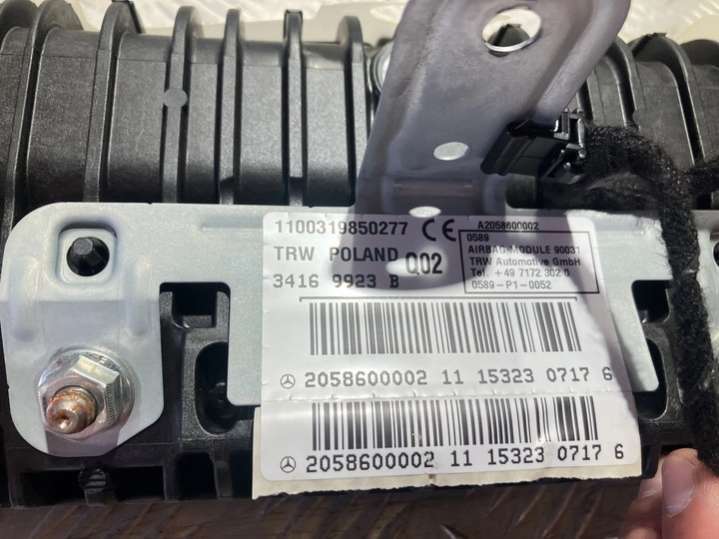 1100319850277 CE
TRW POLAND Q02
3416 9923 B
A2058600002
0589
AIRBAG-MODULE 90031
TRW Automotive GmbH
Tel. +49 7172 302 0
0589-P1-0052
2058600002 11 15323 0717 6
2058600002 11 15323 0717 6